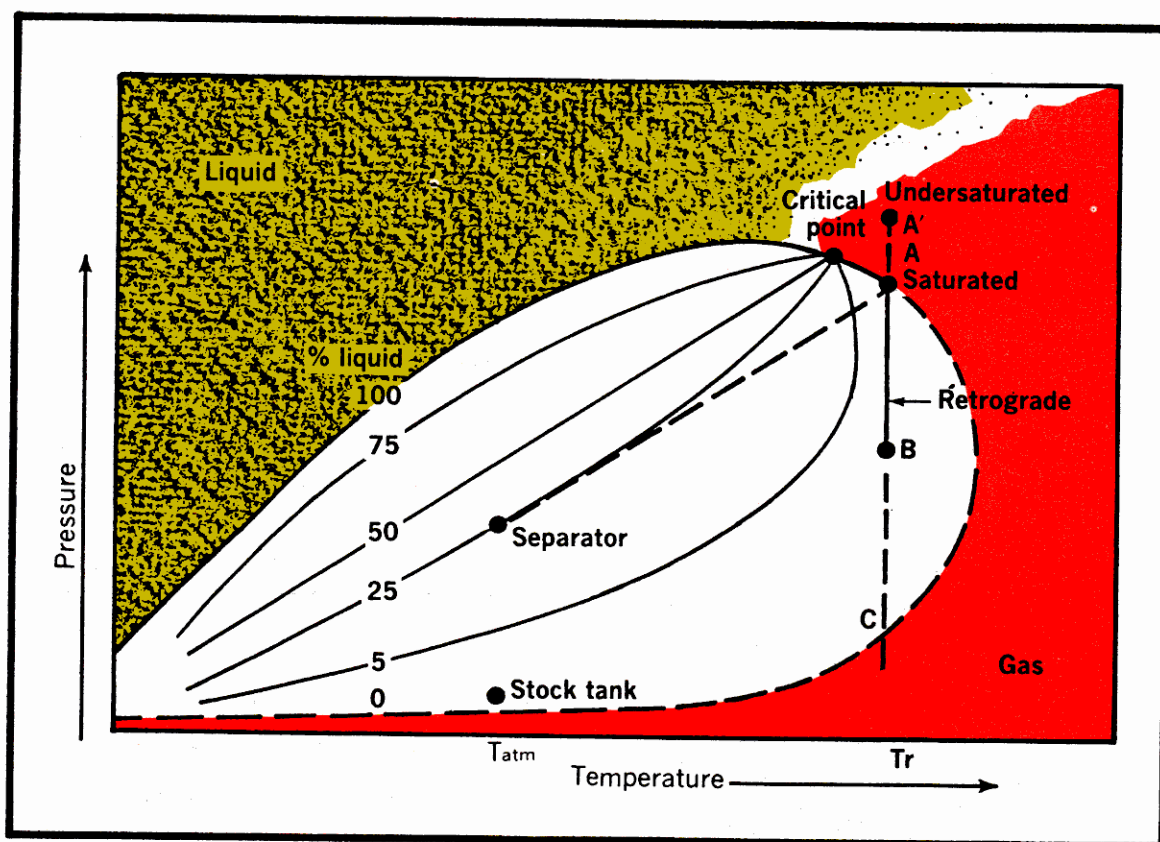 Liquid
Critical
point
Undersaturated
A′
A
Saturated
% liquid
100
75
50
25
5
0
Retrograde
B
Separator
C
Stock tank
Gas
Pressure
Tatm
Tr
Temperature